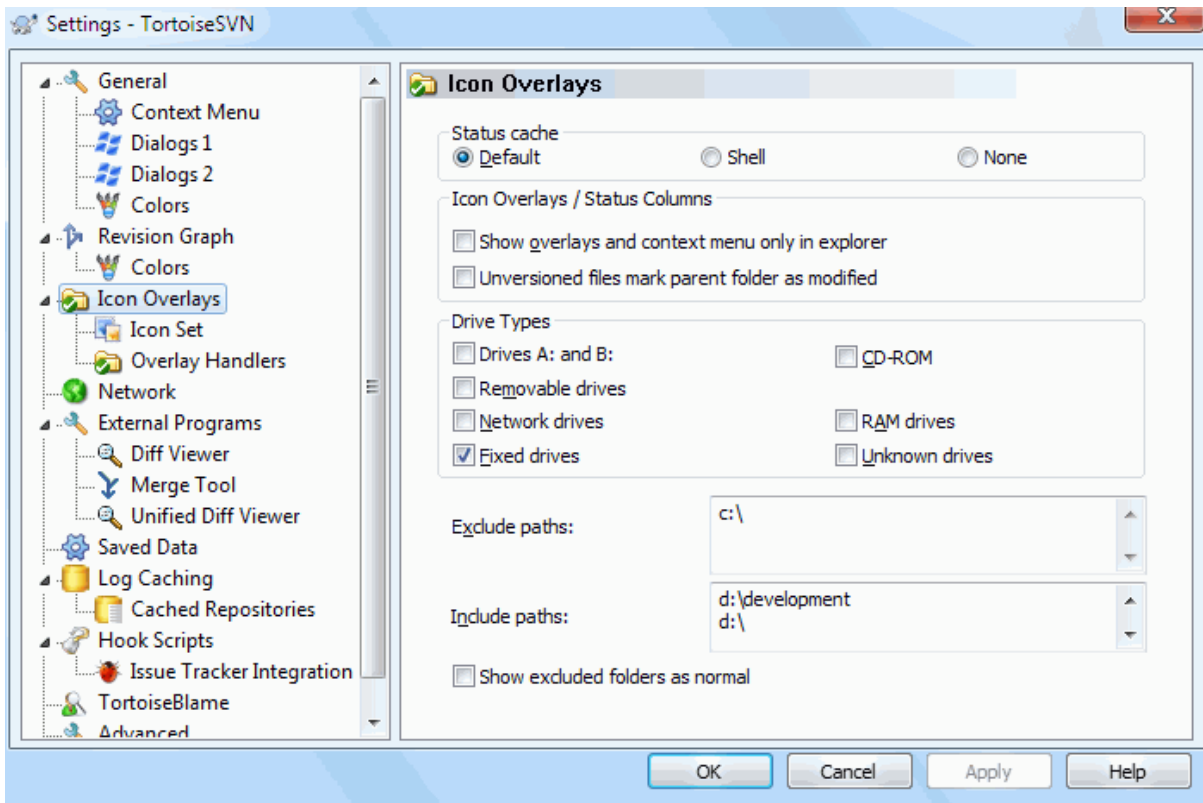 Settings - TortoiseSVN
General
Context Menu
Dialogs 1
Dialogs 2
Colors
Revision Graph
Colors
Icon Overlays
Icon Set
Overlay Handlers
Network
External Programs
Diff Viewer
Merge Tool
Unified Diff Viewer
Saved Data
Log Caching
Cached Repositories
Hook Scripts
Issue Tracker Integration
TortoiseBlame
Advanced
Icon Overlays
Status cache
Default Shell None
Icon Overlays / Status Columns
Show overlays and context menu only in explorer
Unversioned files mark parent folder as modified
Drive Types
Drives A: and B: CD-ROM
Removable drives
Network drives RAM drives
Fixed drives Unknown drives
Exclude paths: c:\
Include paths: d:\development
d:\
Show excluded folders as normal
OK Cancel Apply Help